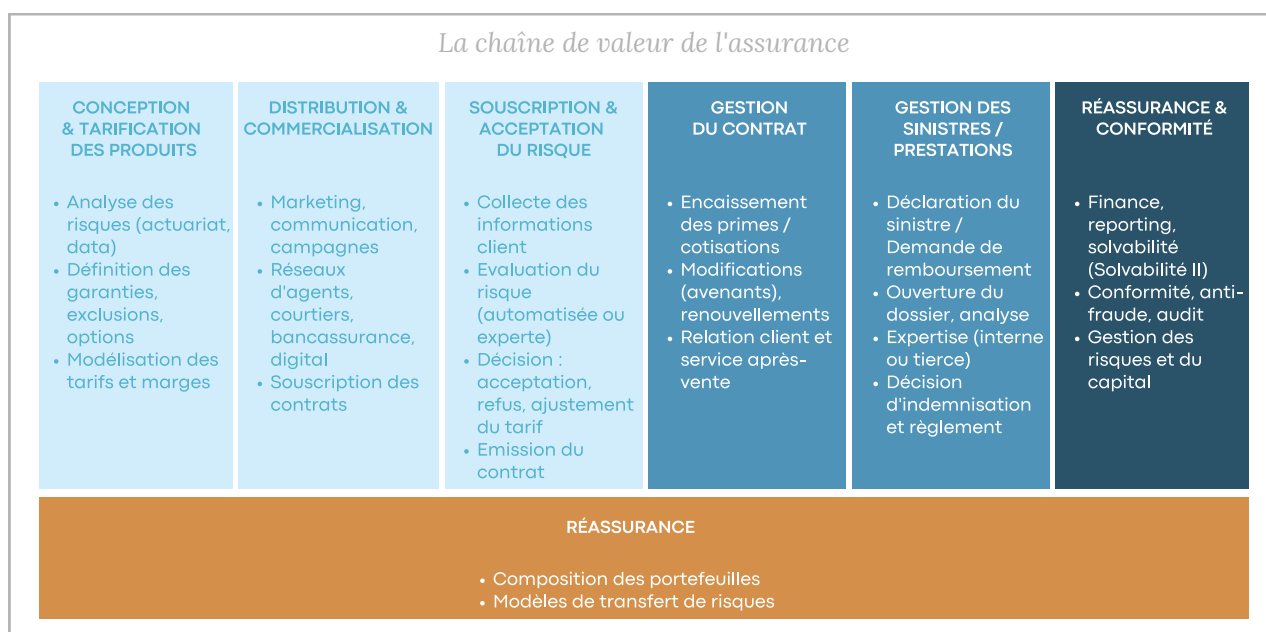 La chaîne de valeur de l'assurance
CONCEPTION
& TARIFICATION
DES PRODUITS
• Analyse des
risques (actuariat,
data)
• Définition des
garanties,
exclusions,
options
• Modélisation des
tarifs et marges
DISTRIBUTION &
COMMERCIALISATION
• Marketing,
communication,
campagnes
• Réseaux
d'agents,
courtiers,
bancassurance,
digital
• Souscription des
contrats
SOUSCRIPTION &
ACCEPTATION
DU RISQUE
• Collecte des
informations
client
• Evaluation du
risque
(automatisée ou
experte)
• Décision :
acceptation,
refus, ajustement
du tarif
• Emission du
contrat
GESTION
DU CONTRAT
• Encaissement
des primes /
cotisations
• Modifications
(avenants),
renouvellements
• Relation client et
service après-
vente
GESTION DES
SINISTRES /
PRESTATIONS
• Déclaration du
sinistre /
Demande de
remboursement
• Ouverture du
dossier, analyse
• Expertise (interne
ou tierce)
• Décision
d'indemnisation
et règlement
RÉASSURANCE &
CONFORMITÉ
• Finance,
reporting,
solvabilité
(Solvabilité II)
• Conformité, anti-
fraude, audit
• Gestion des
risques et du
capital
RÉASSURANCE
• Composition des portefeuilles
• Modèles de transfert de risques